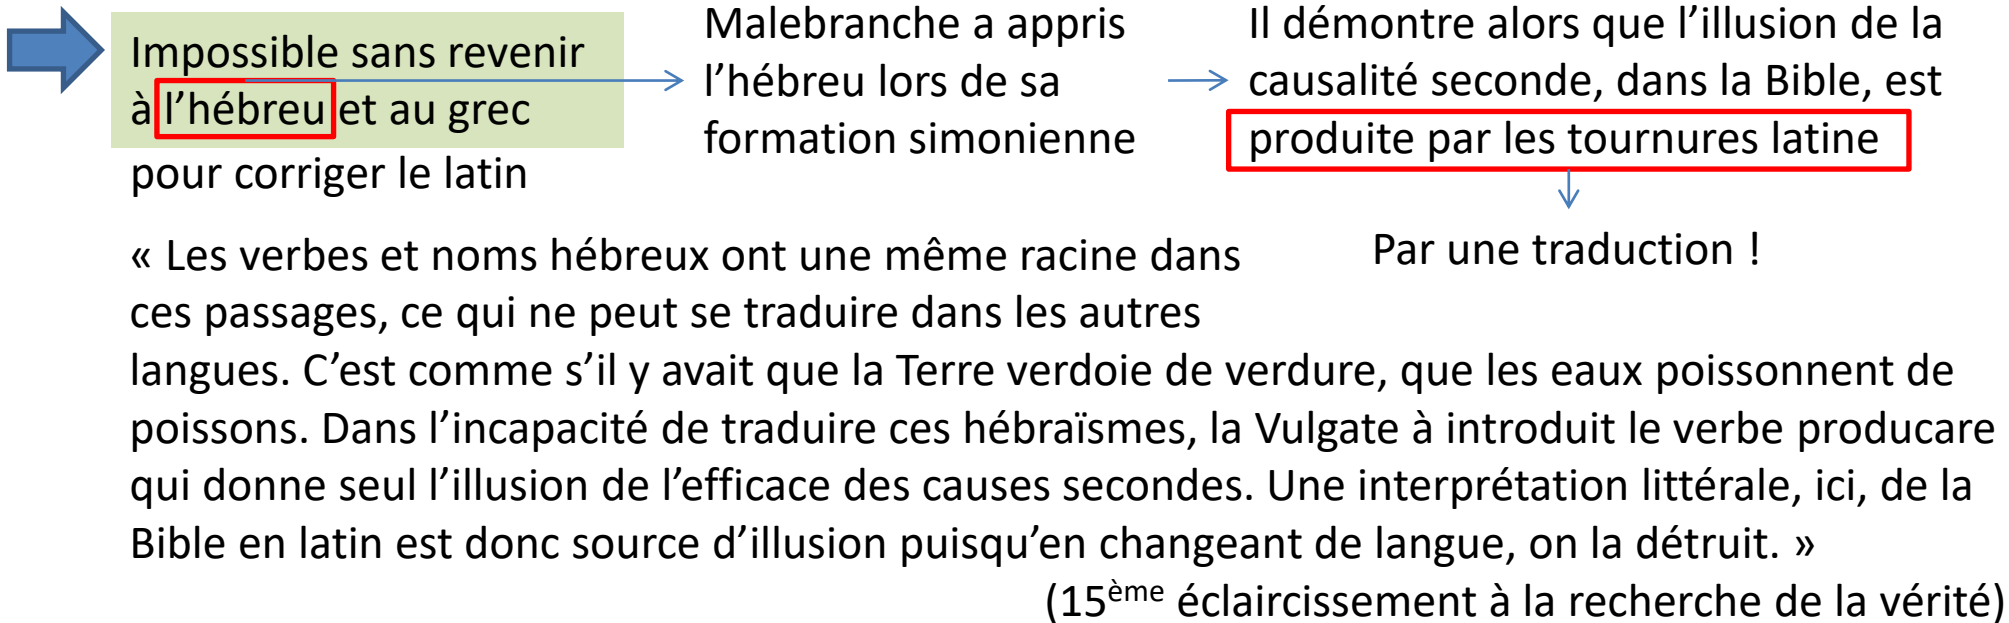 Impossible sans revenir
à l’hébreu et au grec
pour corriger le latin
Malebranche a appris
l’hébreu lors de sa
formation simonienne
Il démontre alors que l’illusion de la
causalité seconde, dans la Bible, est
produite par les tournures latine
Par une traduction !
« Les verbes et noms hébreux ont une même racine dans
ces passages, ce qui ne peut se traduire dans les autres
langues. C’est comme s’il y avait que la Terre verdoie de verdure, que les eaux poissonnent de
poissons. Dans l’incapacité de traduire ces hébraïsmes, la Vulgate à introduit le verbe producare
qui donne seul l’illusion de l’efficace des causes secondes. Une interprétation littérale, ici, de la
Bible en latin est donc source d’illusion puisqu’en changeant de langue, on la détruit. »
(15ème éclaircissement à la recherche de la vérité)